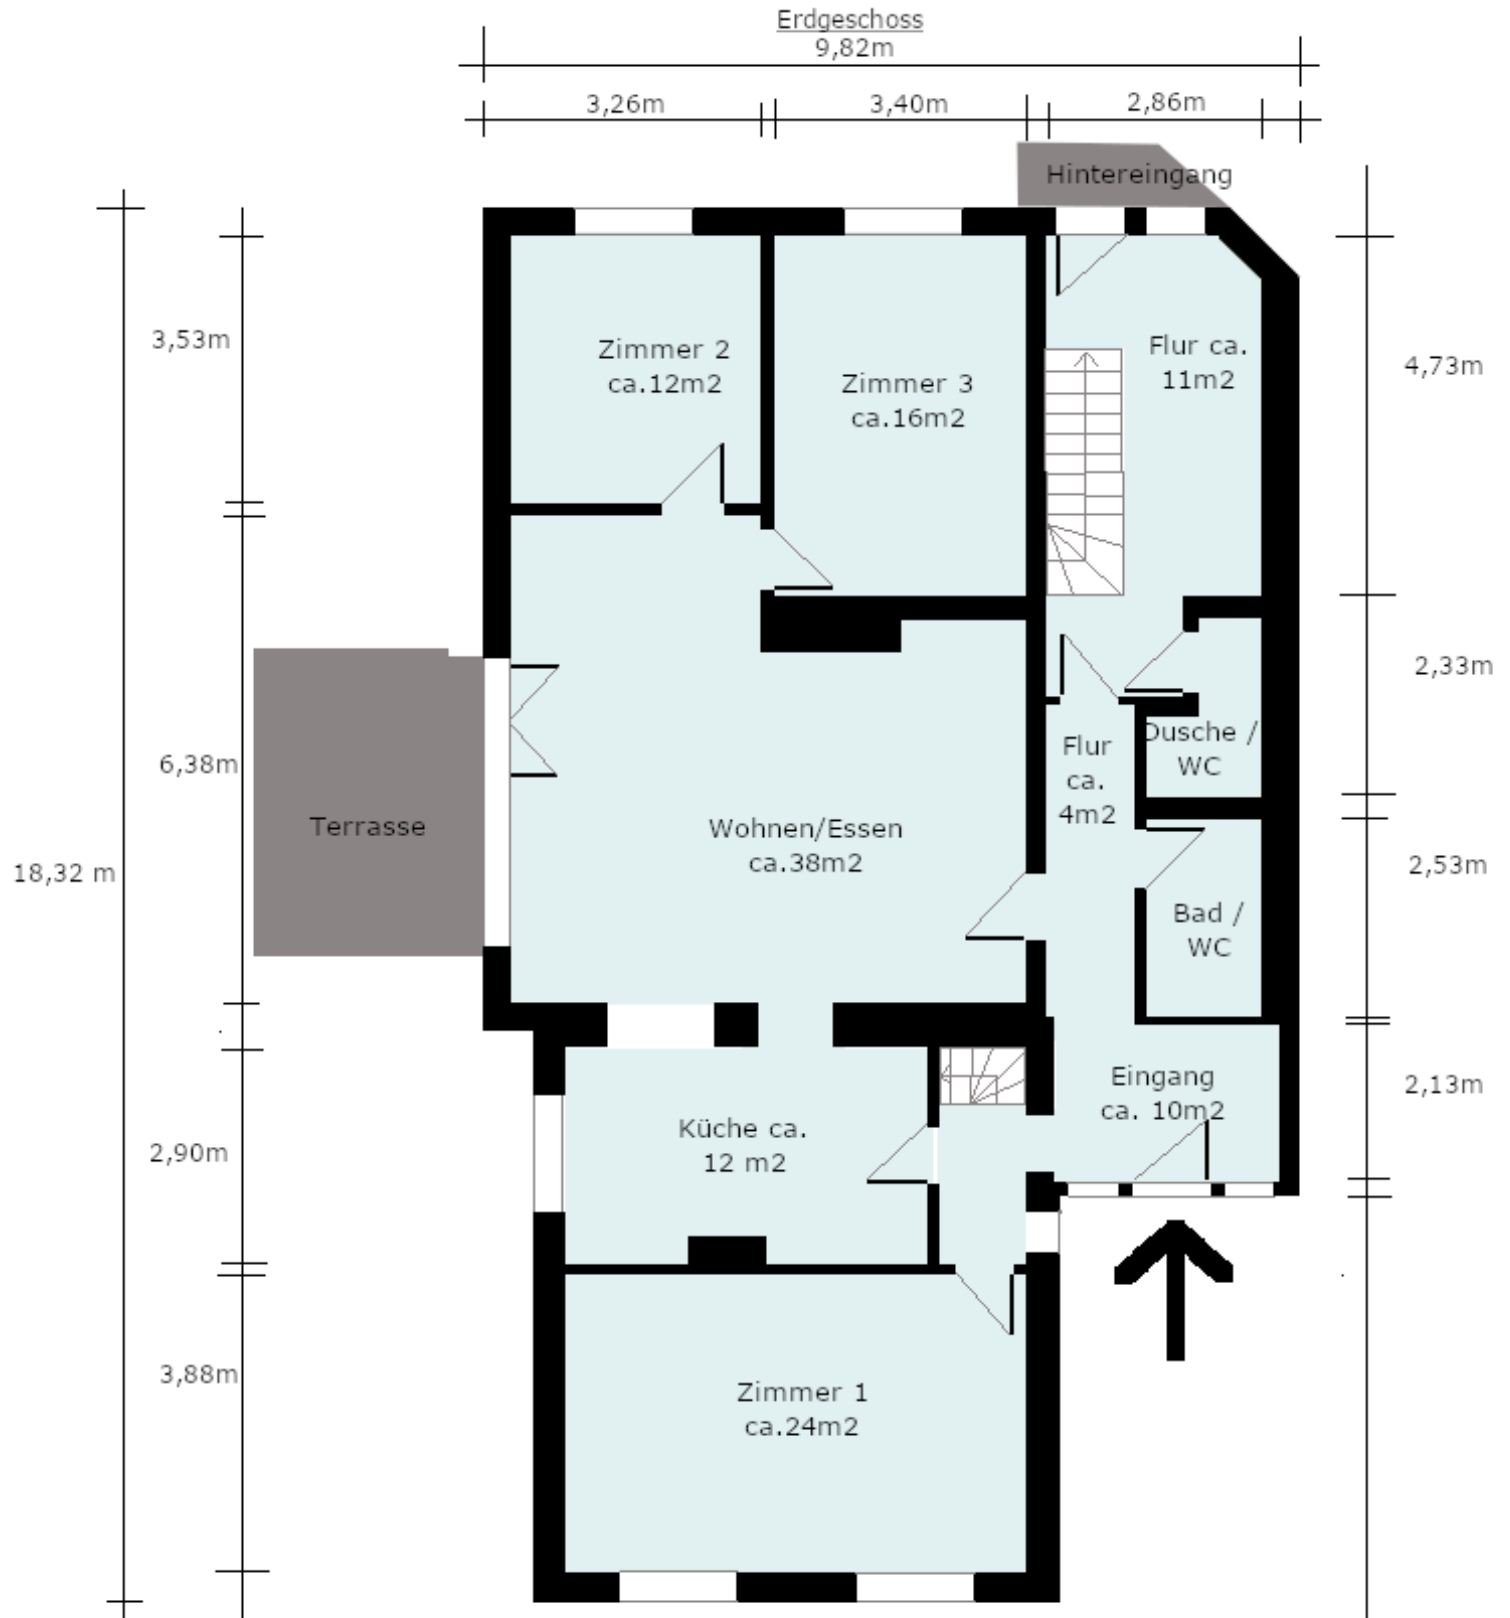 Erdgeschoss
9,82m
3,26m
3,40m
2,86m
Hintereingang
3,53m
Zimmer 2
ca.12m2
Zimmer 3
ca.16m2
Flur ca.
11m2
4,73m
2,33m
6,38m
Terrasse
Wohnen/Essen
ca.38m2
Flur
ca.
4m2
Dusche /
WC
18,32 m
2,53m
Bad /
WC
Eingang
ca. 10m2
2,13m
2,90m
Küche ca.
12 m2
3,88m
Zimmer 1
ca.24m2